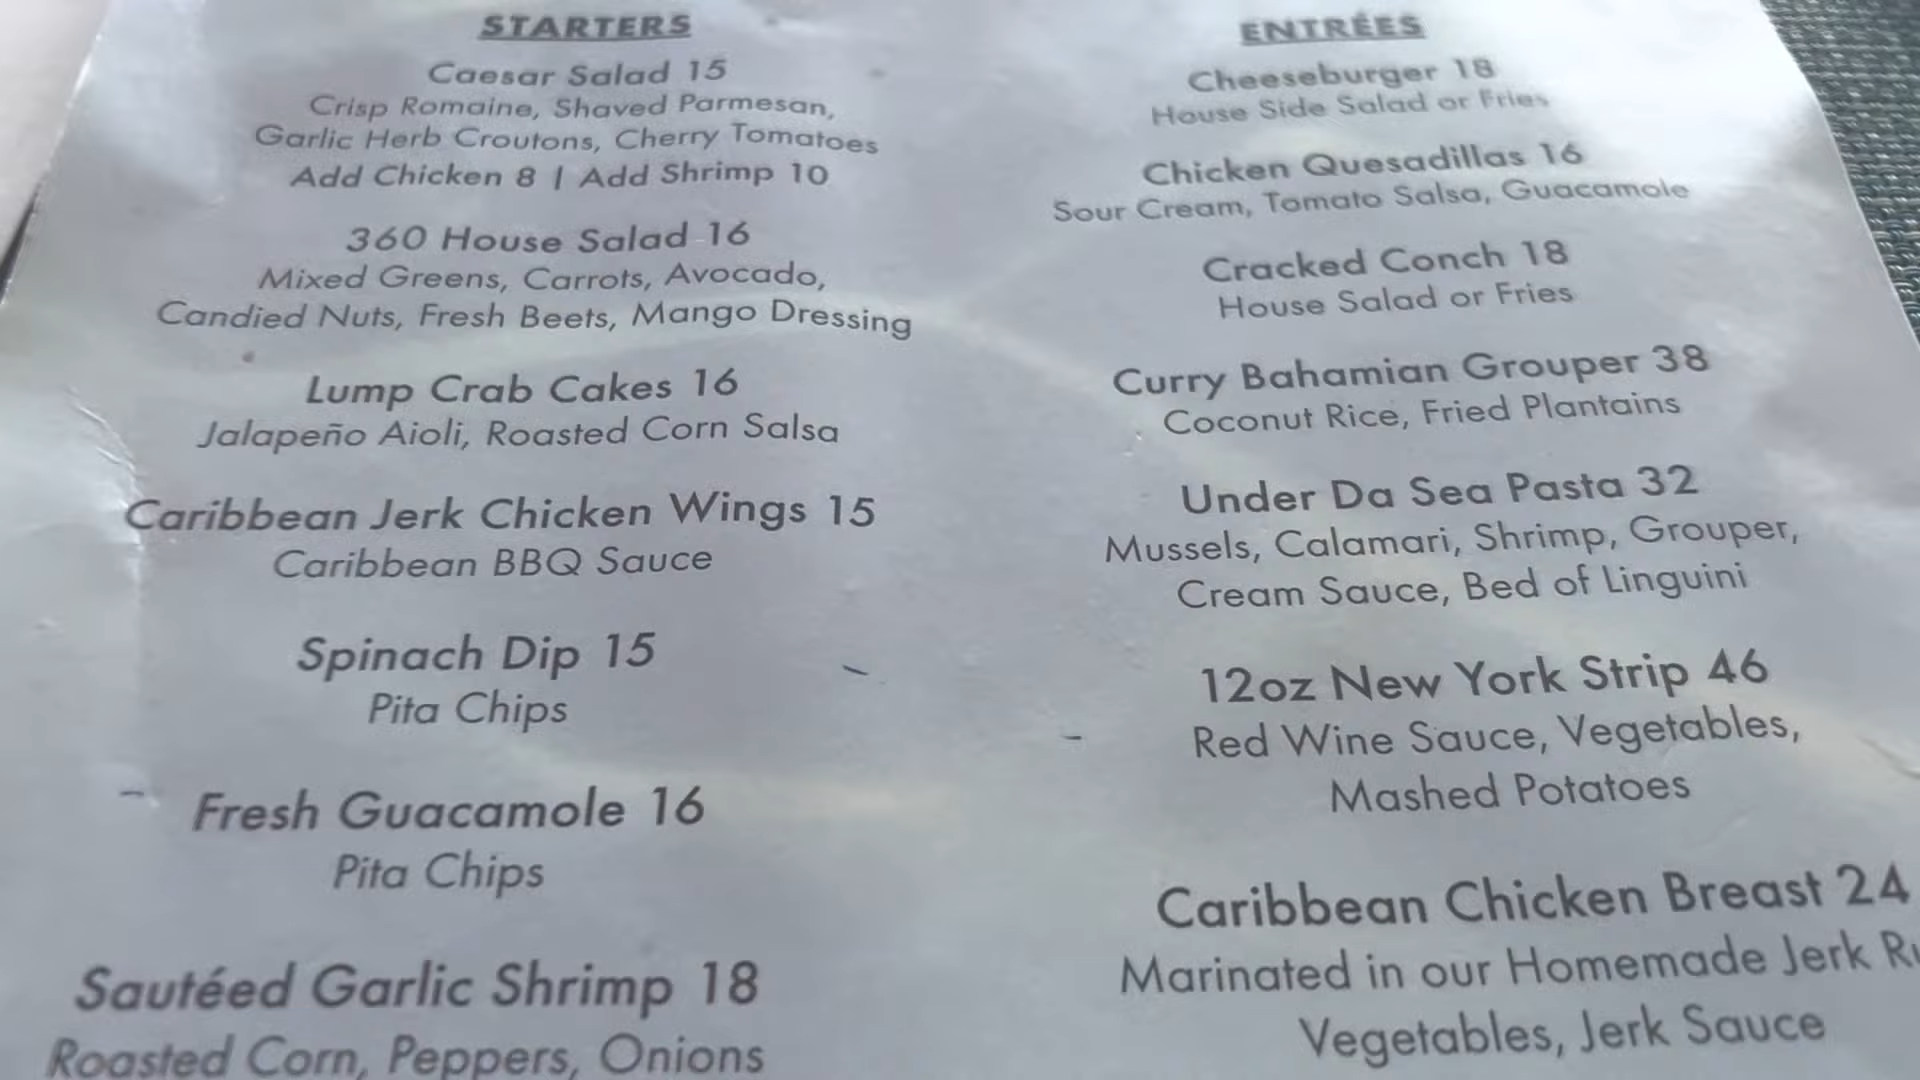 STARTERS
Caesar Salad 15
Crisp Romaine, Shaved Parmesan,
Garlic Herb Croutons, Cherry Tomatoes
Add Chicken 8 | Add Shrimp 10
360 House Salad 16
Mixed Greens, Carrots, Avocado,
Candied Nuts, Fresh Beets, Mango Dressing
Lump Crab Cakes 16
Jalapeño Aioli, Roasted Corn Salsa
Caribbean Jerk Chicken Wings 15
Caribbean BBQ Sauce
Spinach Dip 15
Pita Chips
Fresh Guacamole 16
Pita Chips
Sautéed Garlic Shrimp 18
Roasted Corn, Peppers, Onions
ENTRÉES
Cheeseburger 18
House Side Salad or Fries
Chicken Quesadillas 16
Sour Cream, Tomato Salsa, Guacamole
Cracked Conch 18
House Salad or Fries
Curry Bahamian Grouper 38
Coconut Rice, Fried Plantains
Under Da Sea Pasta 32
Mussels, Calamari, Shrimp, Grouper,
Cream Sauce, Bed of Linguini
12oz New York Strip 46
Red Wine Sauce, Vegetables,
Mashed Potatoes
Caribbean Chicken Breast 24
Marinated in our Homemade Jerk
Vegetables, Jerk Sauce